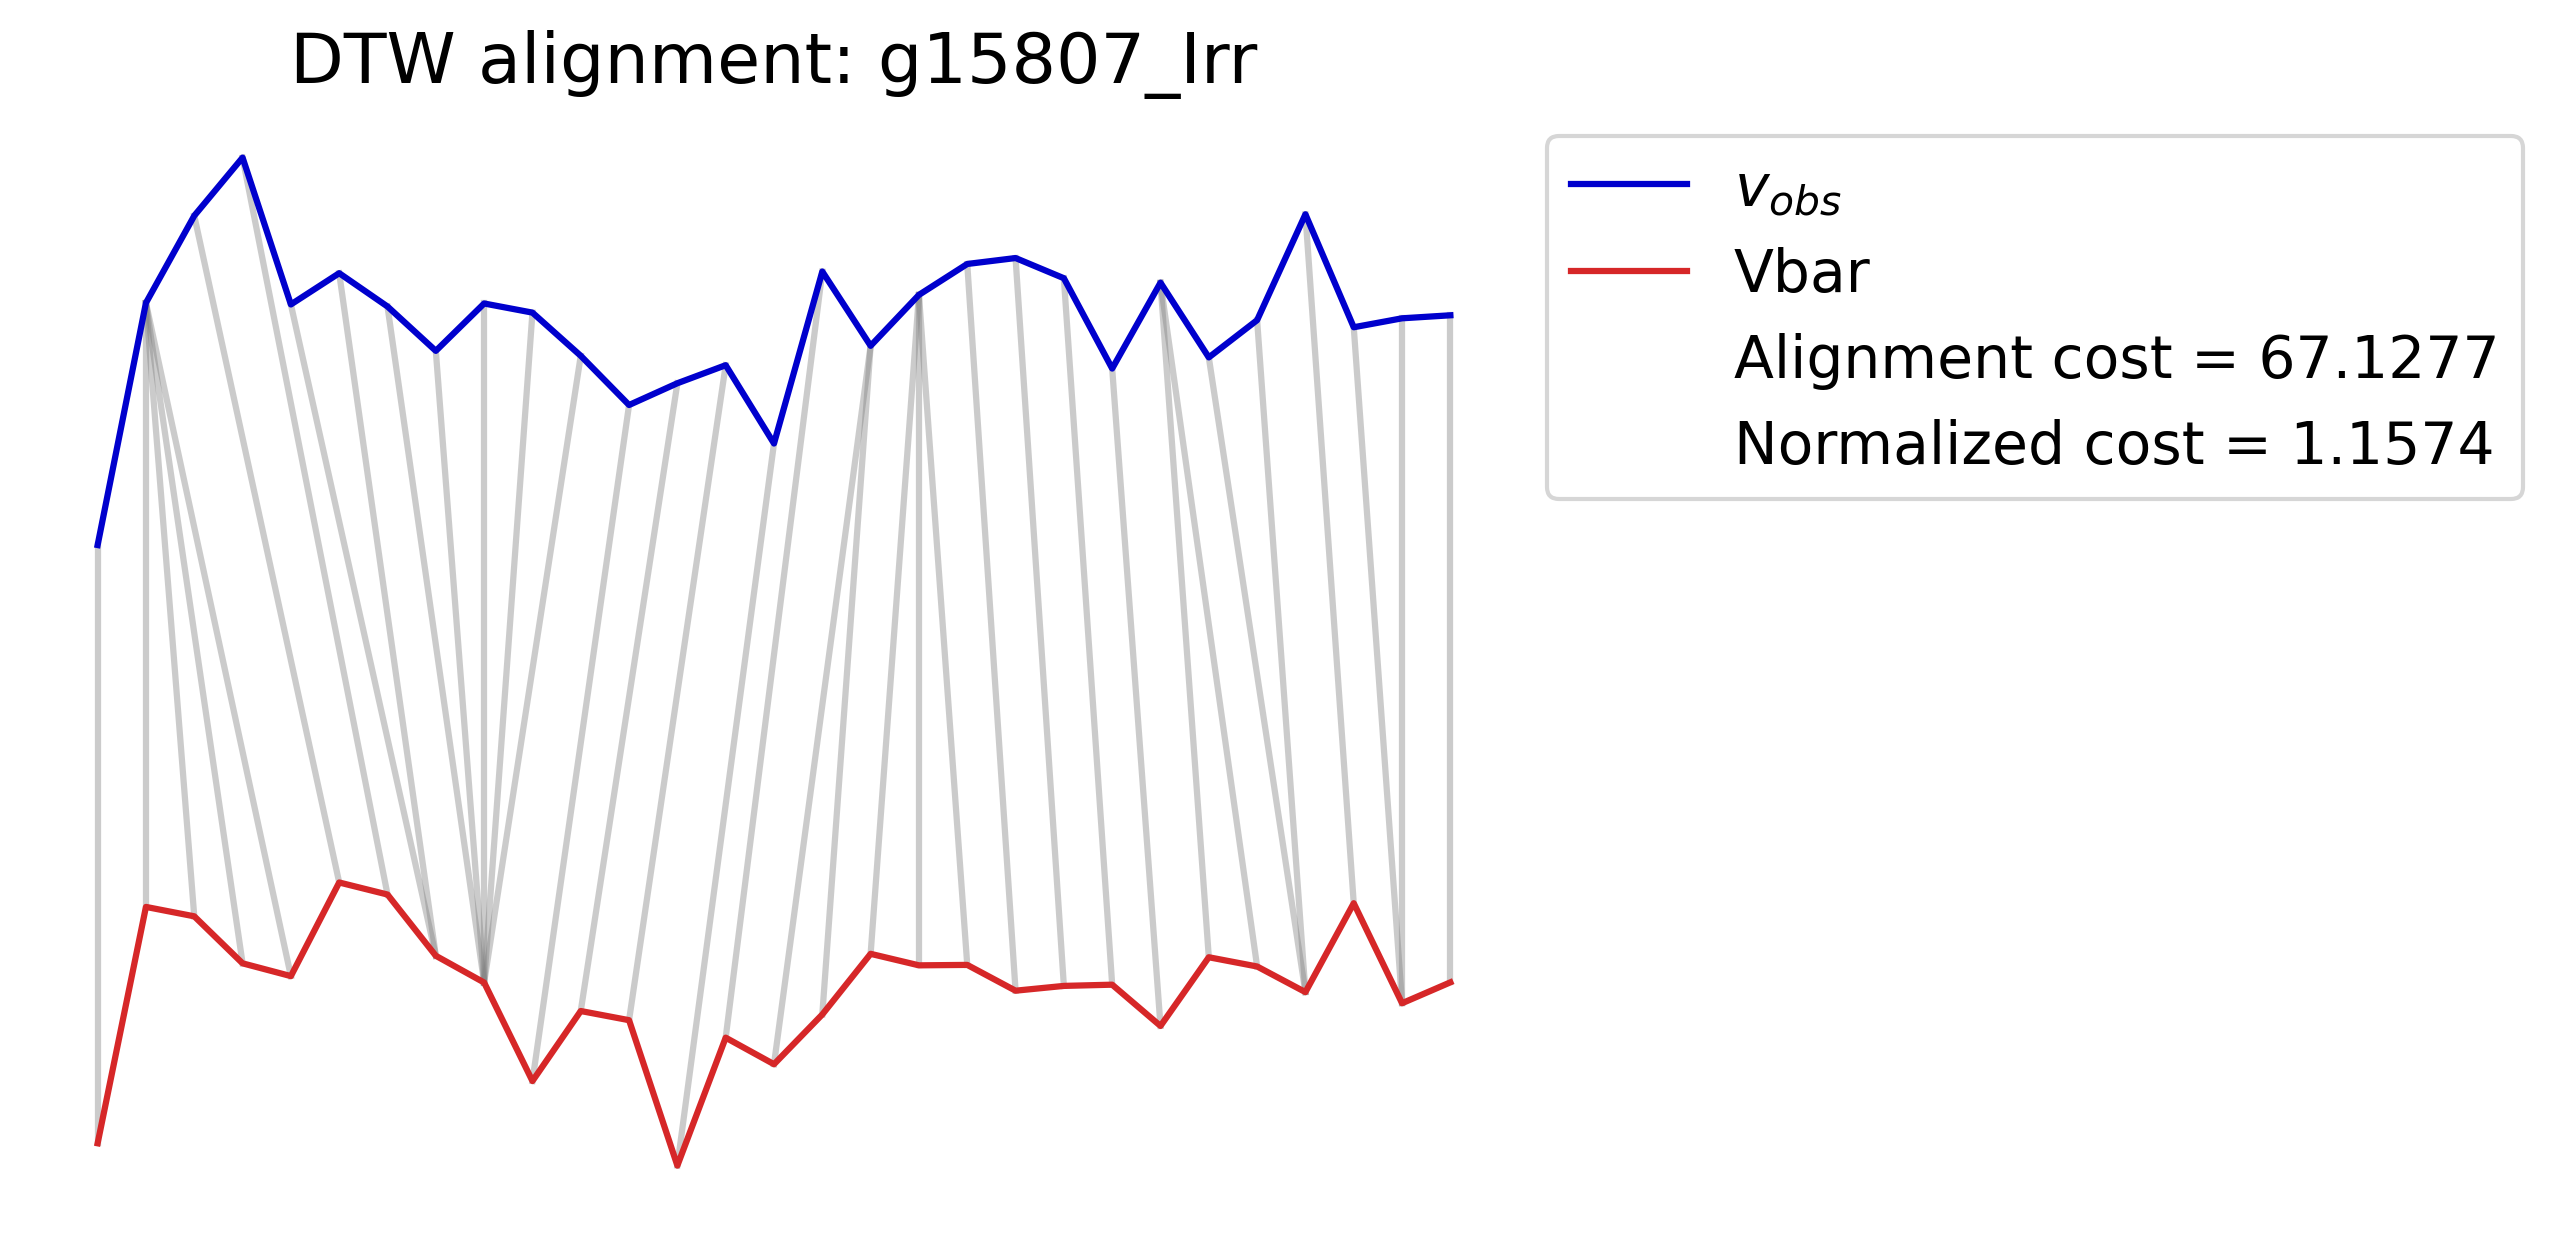 DTW alignment: g15807_Irr
v_obs
Vbar
Alignment cost = 67.1277
Normalized cost = 1.1574